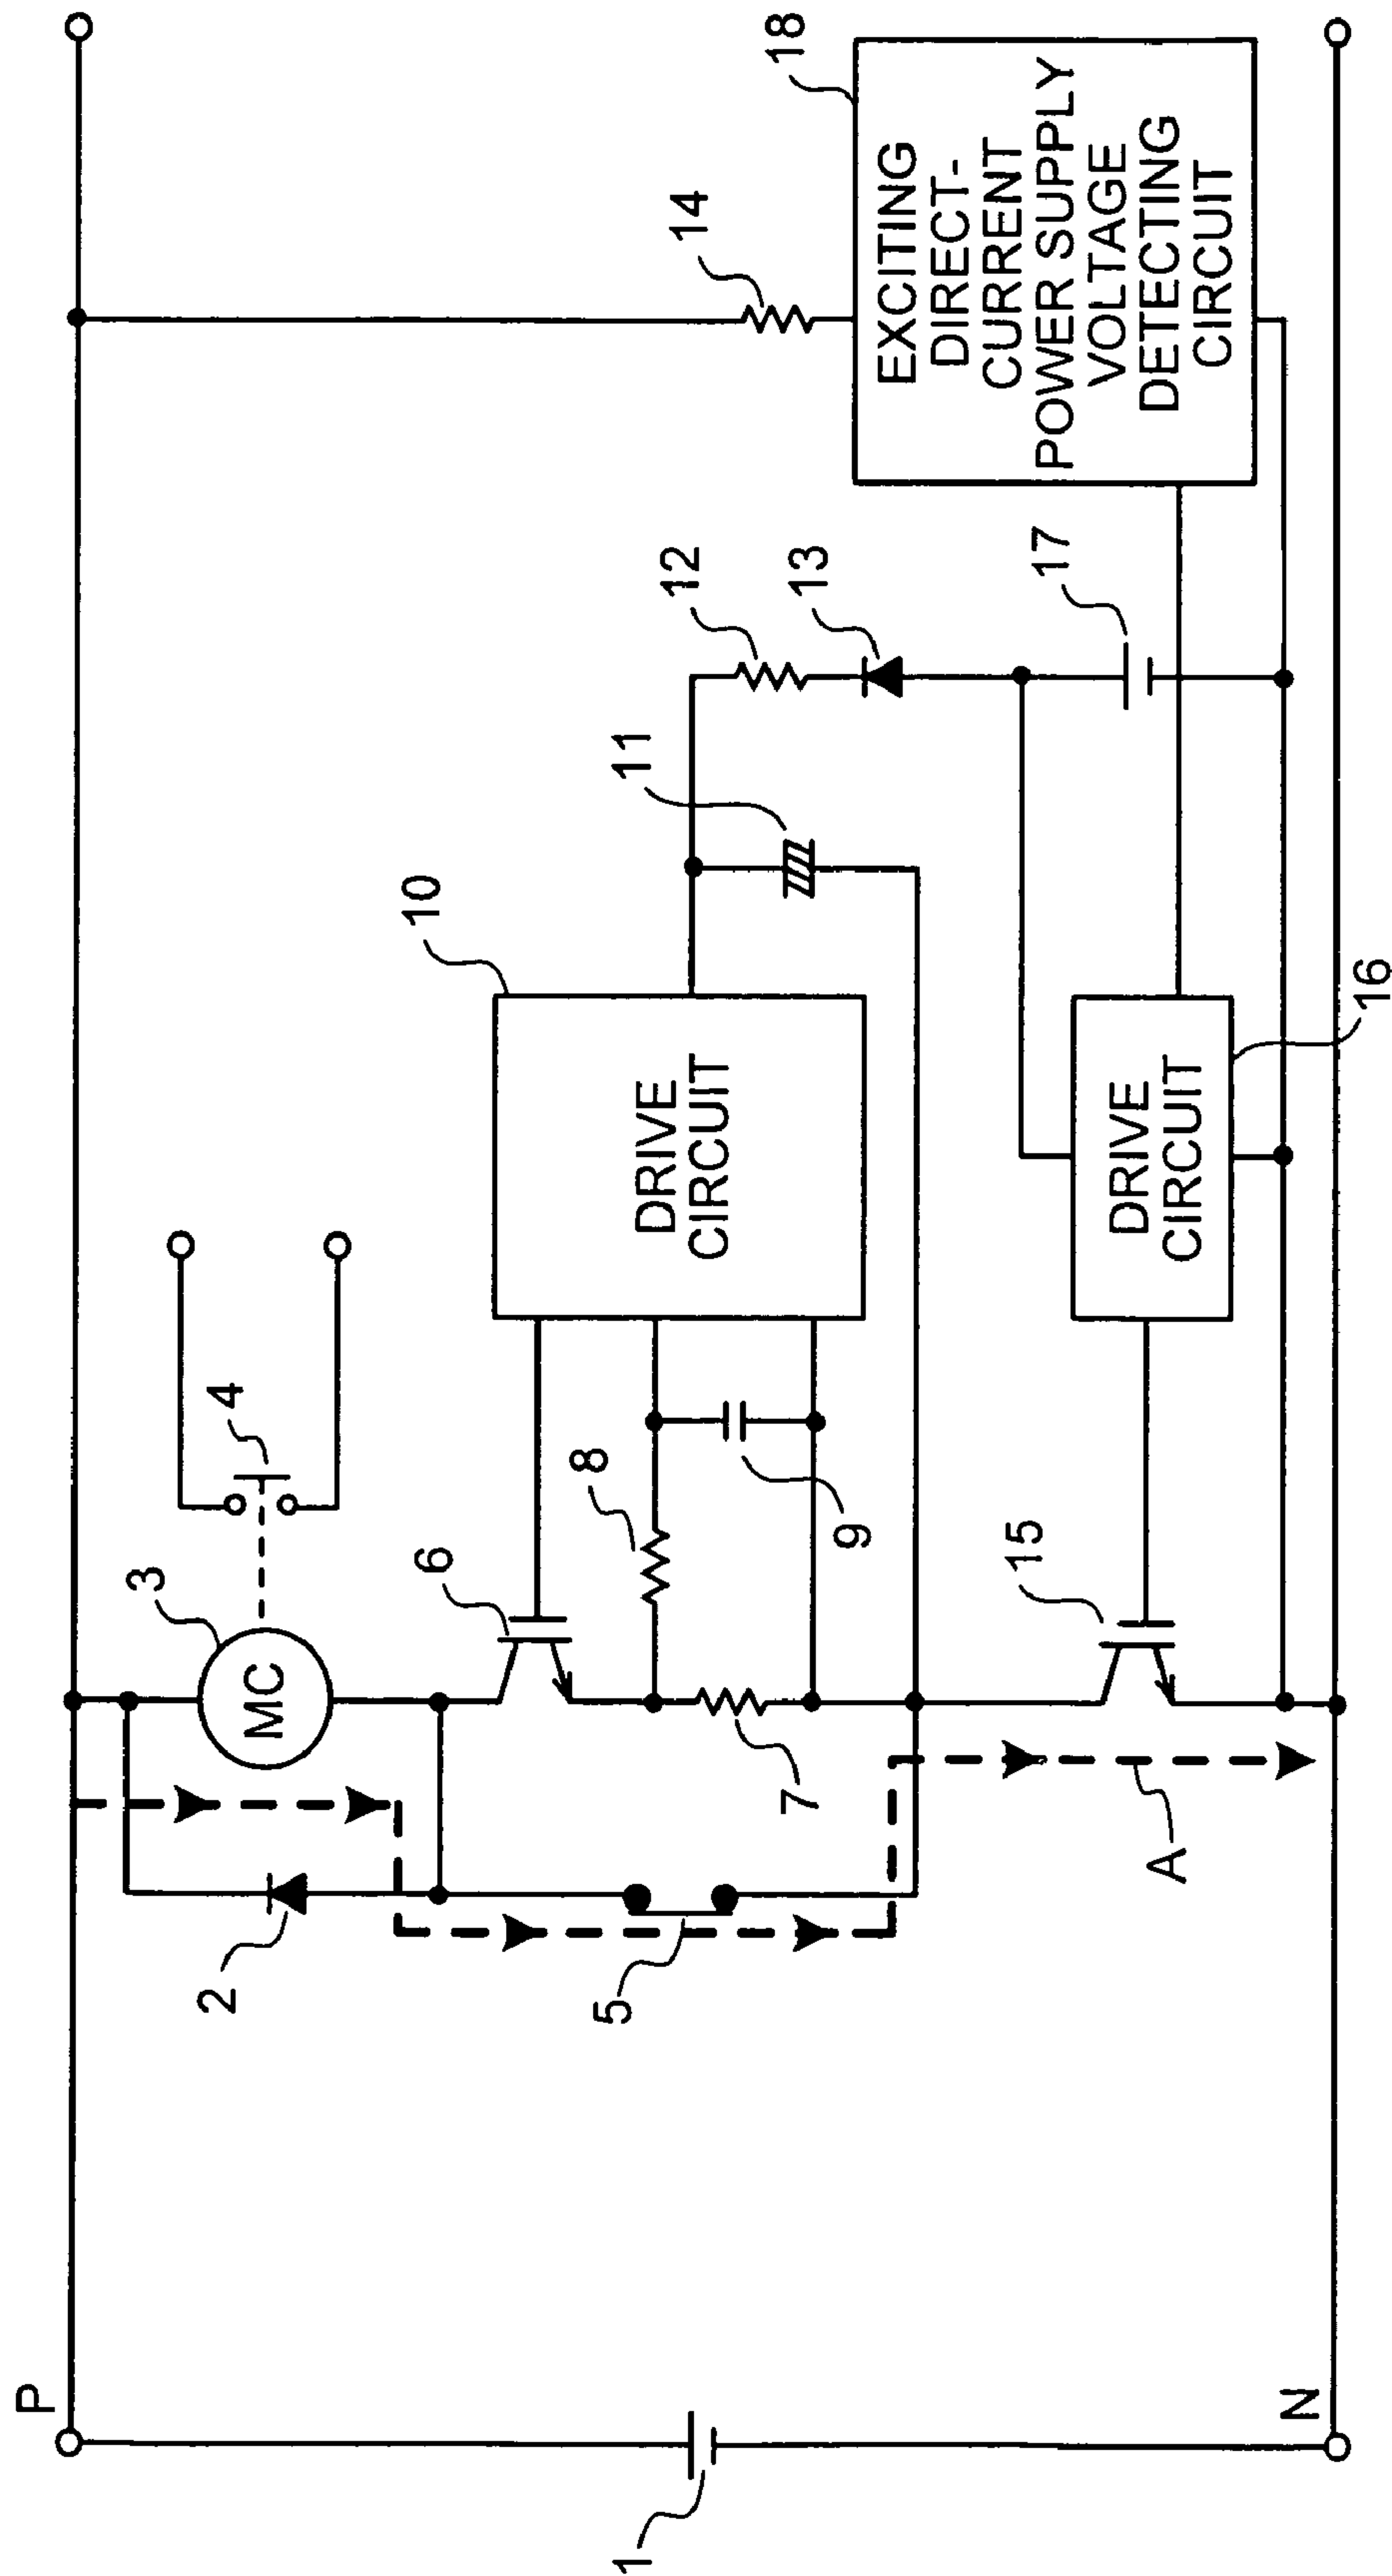 P
N
1
2
3
MC
4
5
6
7
8
9
10
DRIVE
CIRCUIT
11
12
13
14
15
A
DRIVE
CIRCUIT
16
17
18
EXCITING
DIRECT-
CURRENT
POWER SUPPLY
VOLTAGE
DETECTING
CIRCUIT